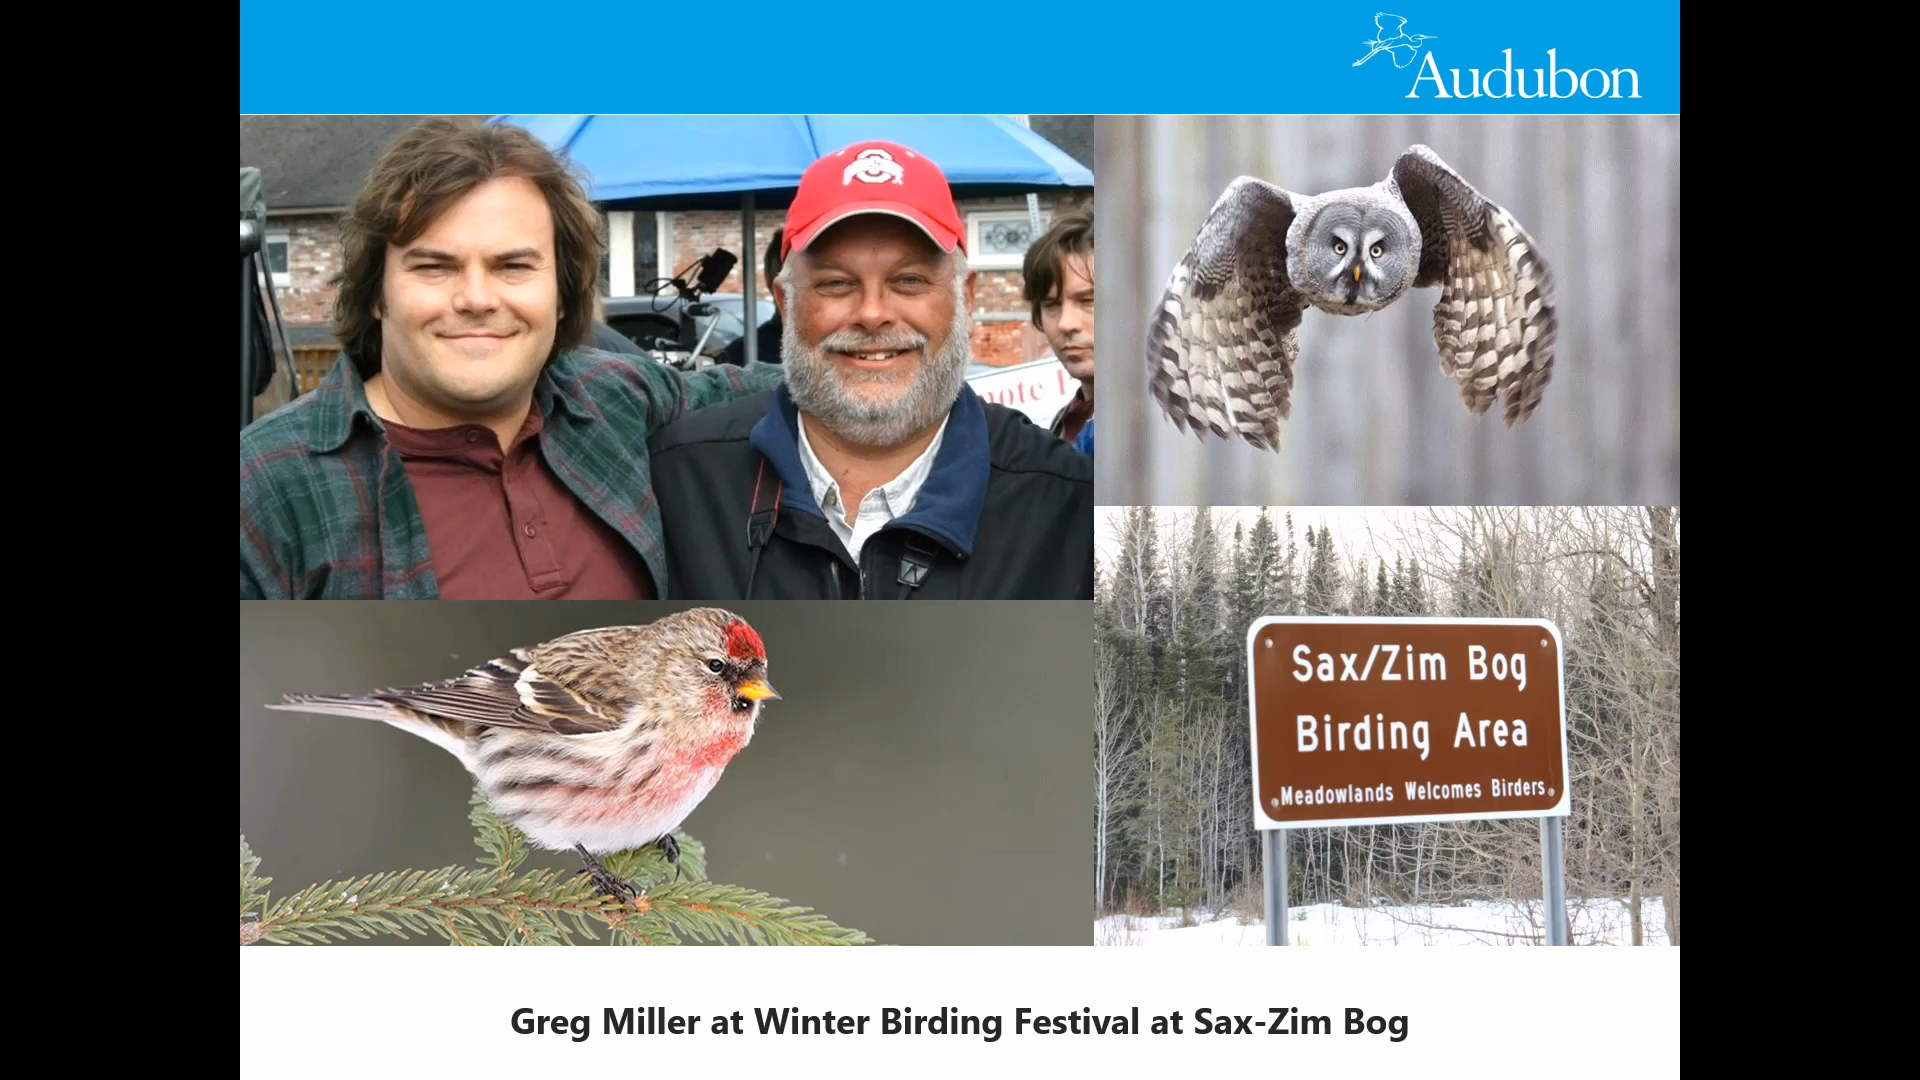 Audubon
note
Sax/Zim Bog
Birding Area
Meadowlands Welcomes Birders
Greg Miller at Winter Birding Festival at Sax-Zim Bog